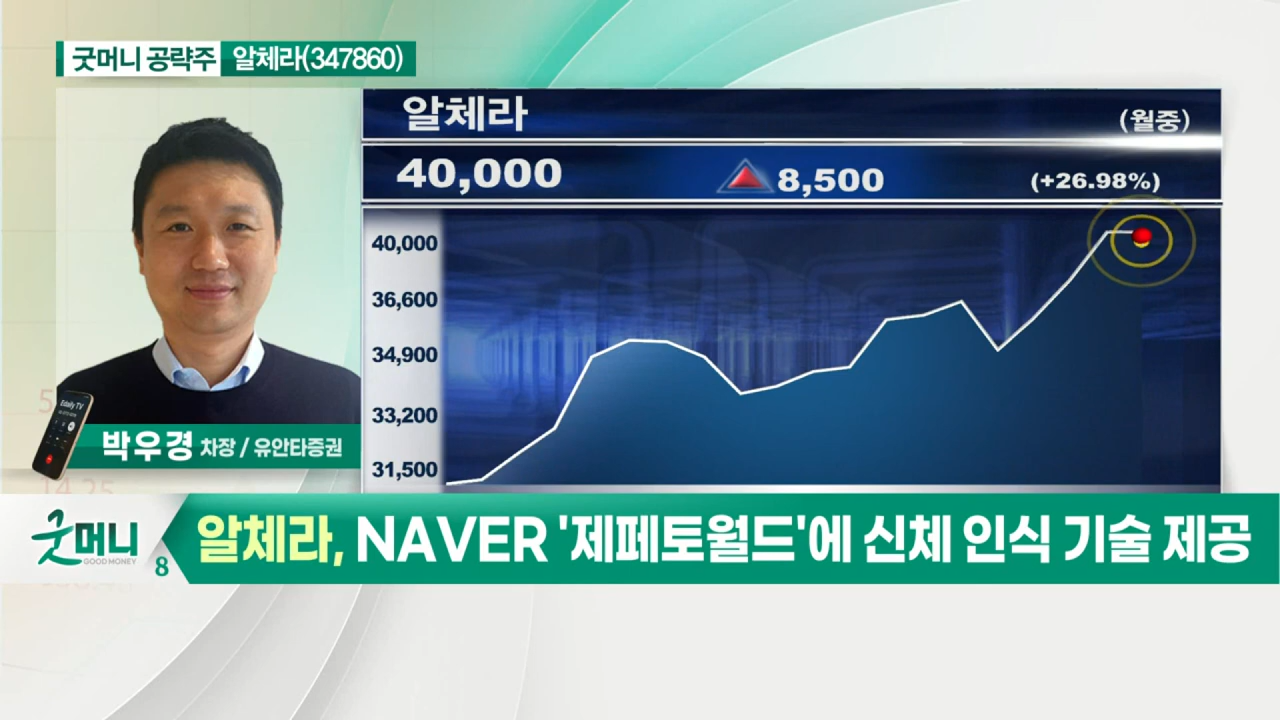 굿머니 공략주 알체라(347860)
알체라 (월중)
40,000 8,500 (+26.98%)
40,000
36,600
34,900
33,200
31,500
Edaily TV
박우경 차장 / 유안타증권
굿머니
GOOD MONEY
8
알체라, NAVER '제페토월드'에 신체 인식 기술 제공